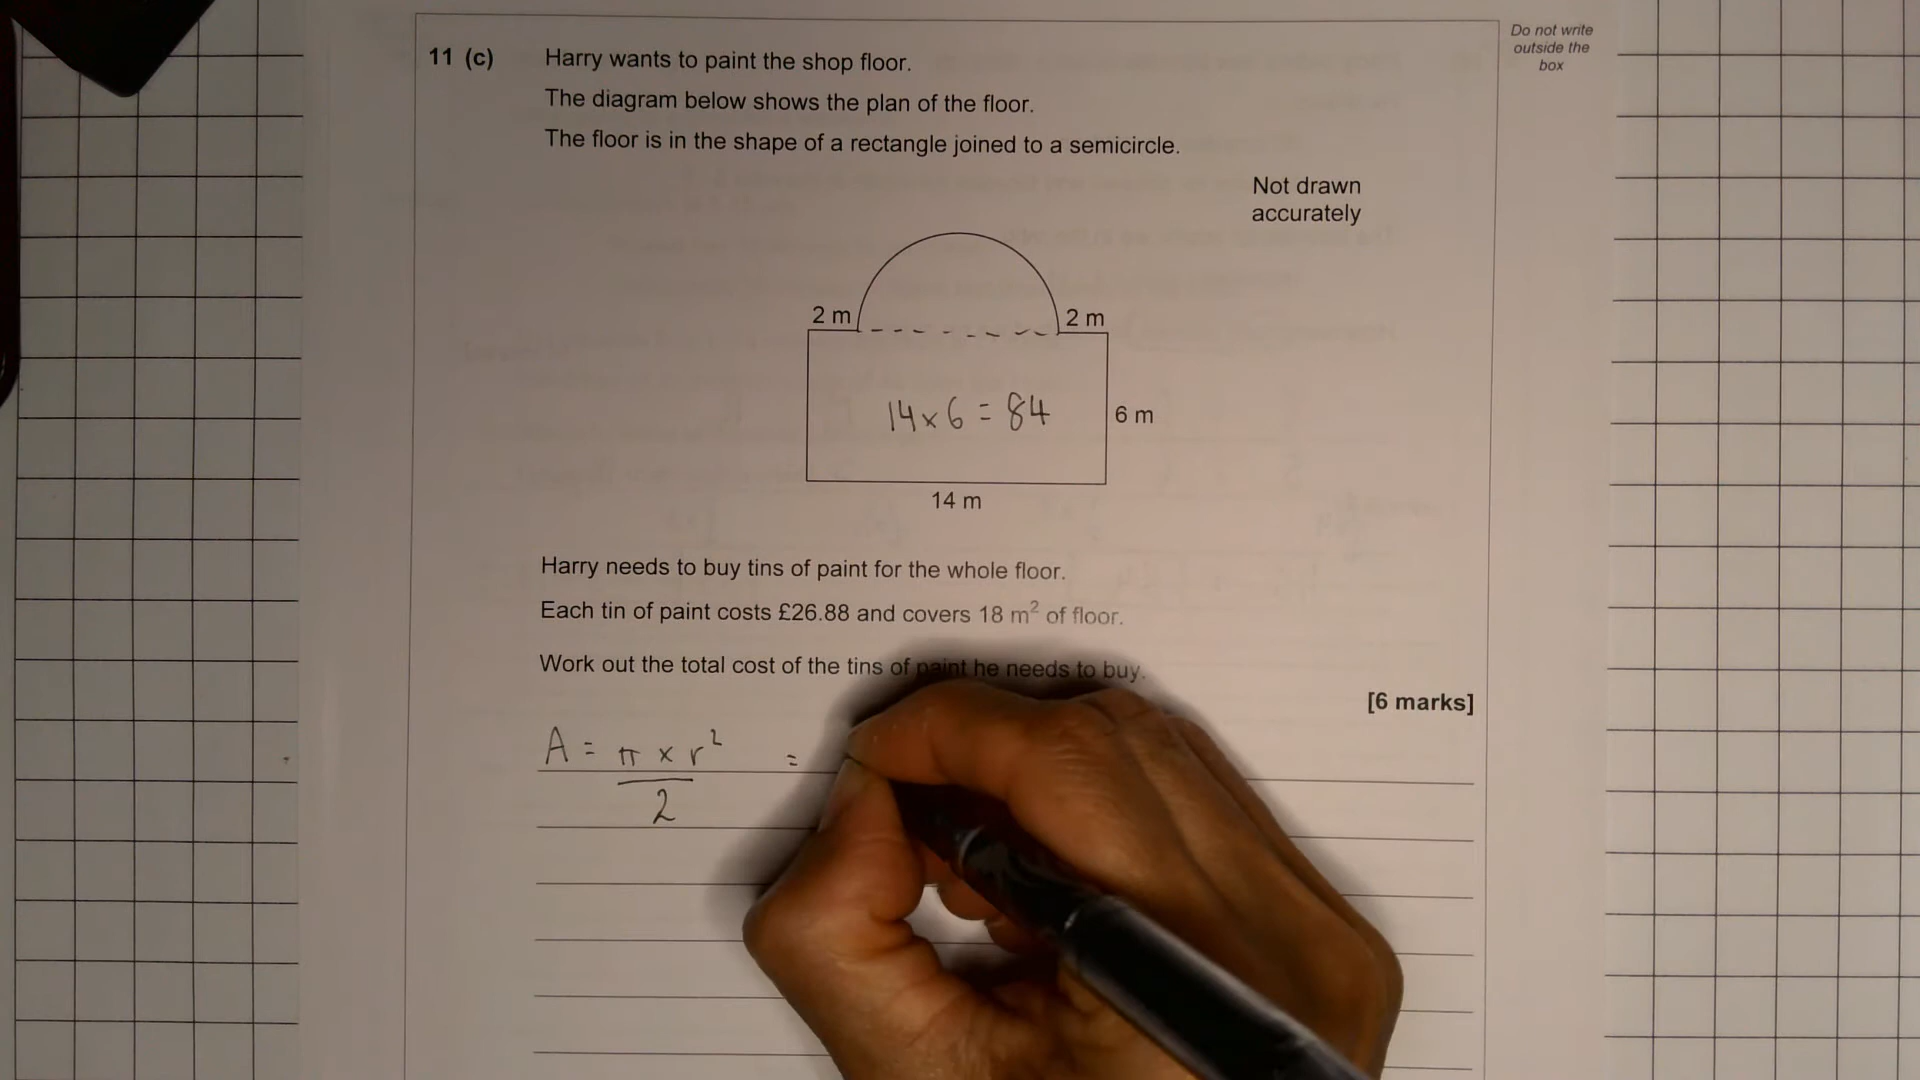 Do not write
outside the
box
11 (c) Harry wants to paint the shop floor.
The diagram below shows the plan of the floor.
The floor is in the shape of a rectangle joined to a semicircle.
Not drawn
accurately
2 m 2 m
14 × 6 = 84 6 m
14 m
Harry needs to buy tins of paint for the whole floor.
Each tin of paint costs £26.88 and covers 18 m² of floor.
Work out the total cost of the tins of paint he needs to buy.
[6 marks]
A = π × r² =
2